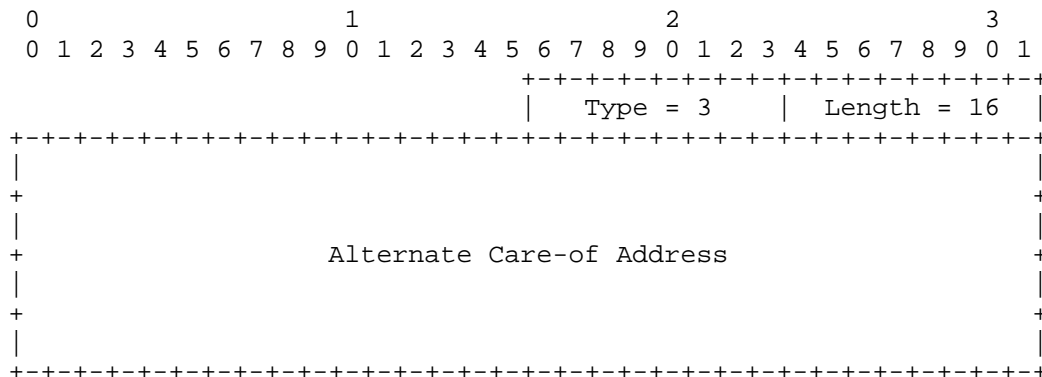 0                   1                   2                   3
0 1 2 3 4 5 6 7 8 9 0 1 2 3 4 5 6 7 8 9 0 1 2 3 4 5 6 7 8 9 0 1
+-+-+-+-+-+-+-+-+-+-+-+-+-+-+-+-+
|   Type = 3    |  Length = 16  |
+-+-+-+-+-+-+-+-+-+-+-+-+-+-+-+-+-+-+-+-+-+-+-+-+-+-+-+-+-+-+-+-+
|                                                               |
+                                                               +
|                                                               |
+                   Alternate Care-of Address                   +
|                                                               |
+                                                               +
|                                                               |
+-+-+-+-+-+-+-+-+-+-+-+-+-+-+-+-+-+-+-+-+-+-+-+-+-+-+-+-+-+-+-+-+